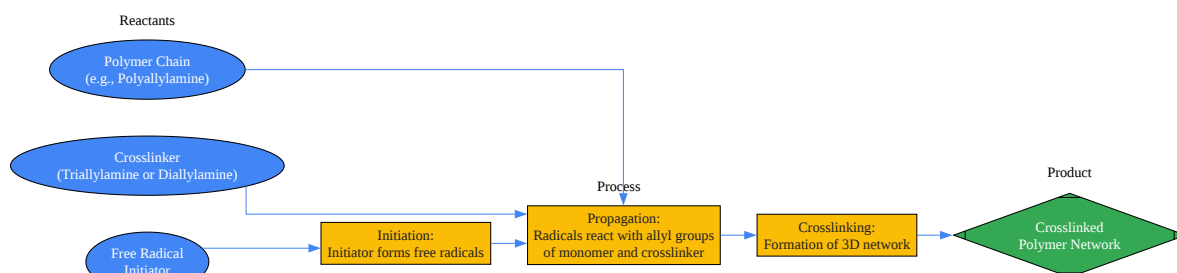 Reactants
Polymer Chain
(e.g., Polyallylamine)
Crosslinker
(Triallylamine or Diallylamine)
Free Radical
Initiator
Initiation:
Initiator forms free radicals
Process
Propagation:
Radicals react with allyl groups
of monomer and crosslinker
Crosslinking:
Formation of 3D network
Product
Crosslinked
Polymer Network